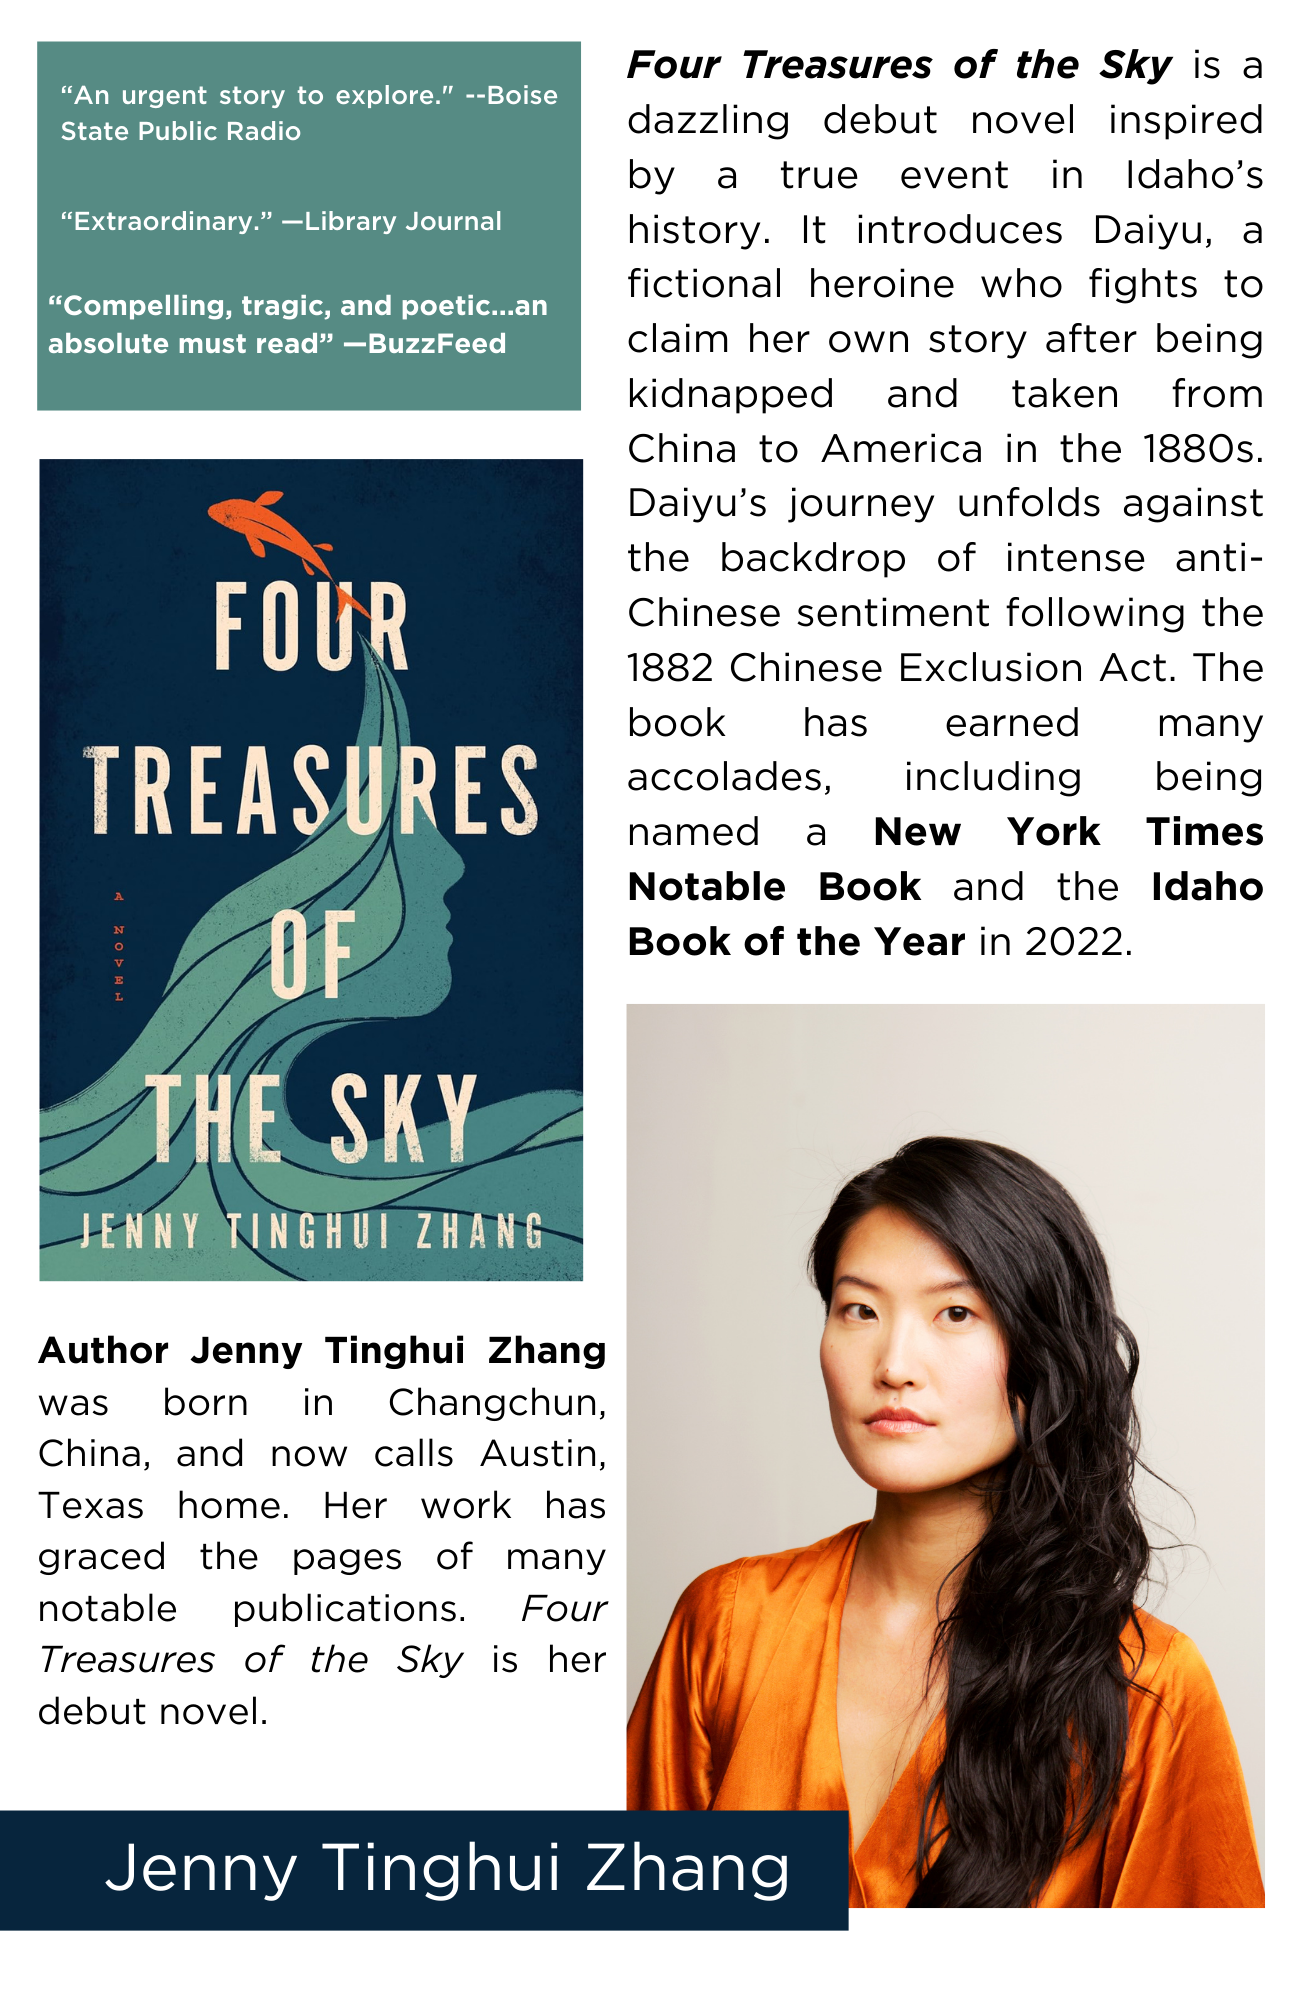 “An urgent story to explore." --Boise
State Public Radio
“Extraordinary.” —Library Journal
“Compelling, tragic, and poetic...an
absolute must read” —BuzzFeed
FOUR
TREASURES
OF
THE SKY
A NOVEL
JENNY TINGHUI ZHANG
Author Jenny Tinghui Zhang
was born in Changchun,
China, and now calls Austin,
Texas home. Her work has
graced the pages of many
notable publications. Four
Treasures of the Sky is her
debut novel.
Four Treasures of the Sky is a
dazzling debut novel inspired
by a true event in Idaho’s
history. It introduces Daiyu, a
fictional heroine who fights to
claim her own story after being
kidnapped and taken from
China to America in the 1880s.
Daiyu’s journey unfolds against
the backdrop of intense anti-
Chinese sentiment following the
1882 Chinese Exclusion Act. The
book has earned many
accolades, including being
named a New York Times
Notable Book and the Idaho
Book of the Year in 2022.
Jenny Tinghui Zhang